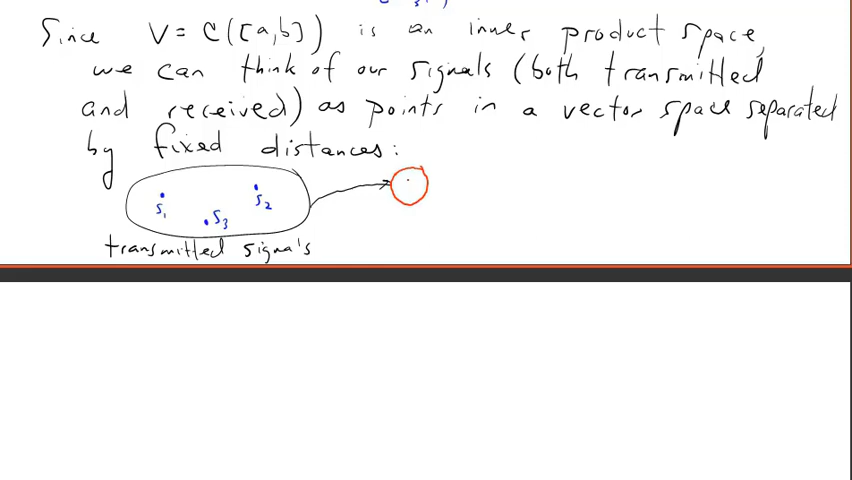 Since V = C([a,b]) is an inner product space,
we can think of our signals (both transmitted
and received) as points in a vector space separated
by fixed distances:
s₁ s₃ s₂
transmitted signals